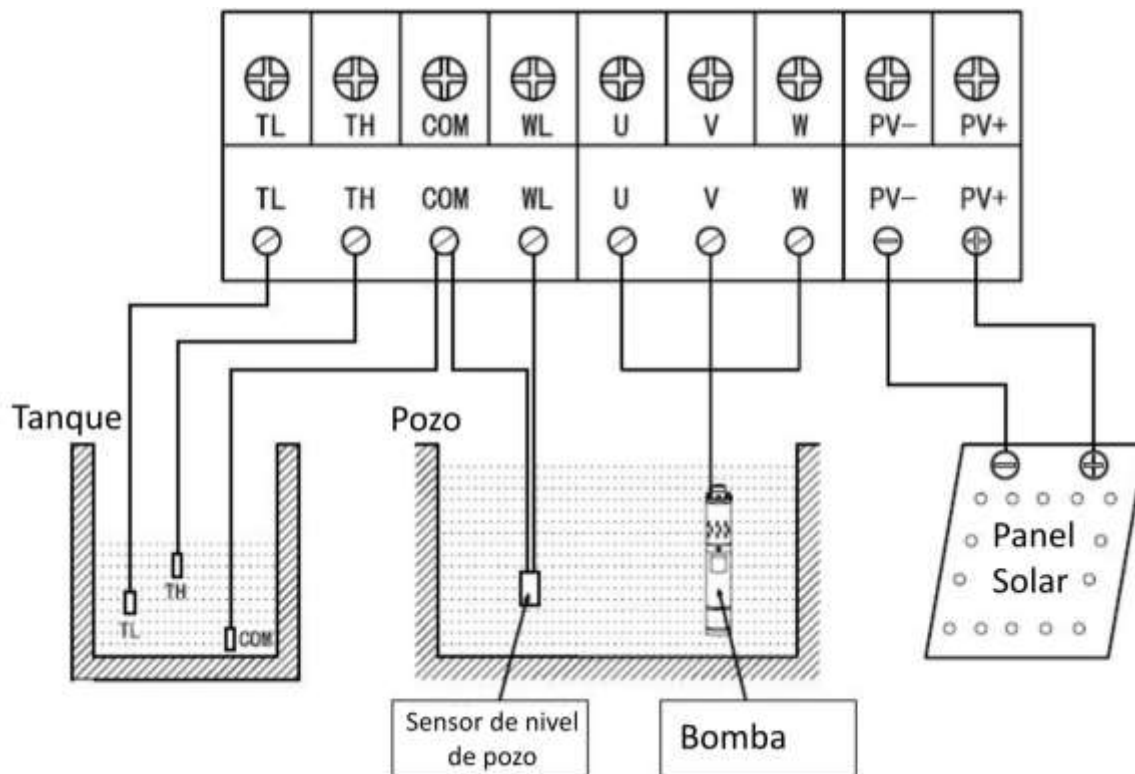 TL TH COM WL U V W PV- PV+
TL TH COM WL U V W PV- PV+
Tanque
Pozo
TH
TL
COM
Panel
Solar
Sensor de nivel
de pozo
Bomba